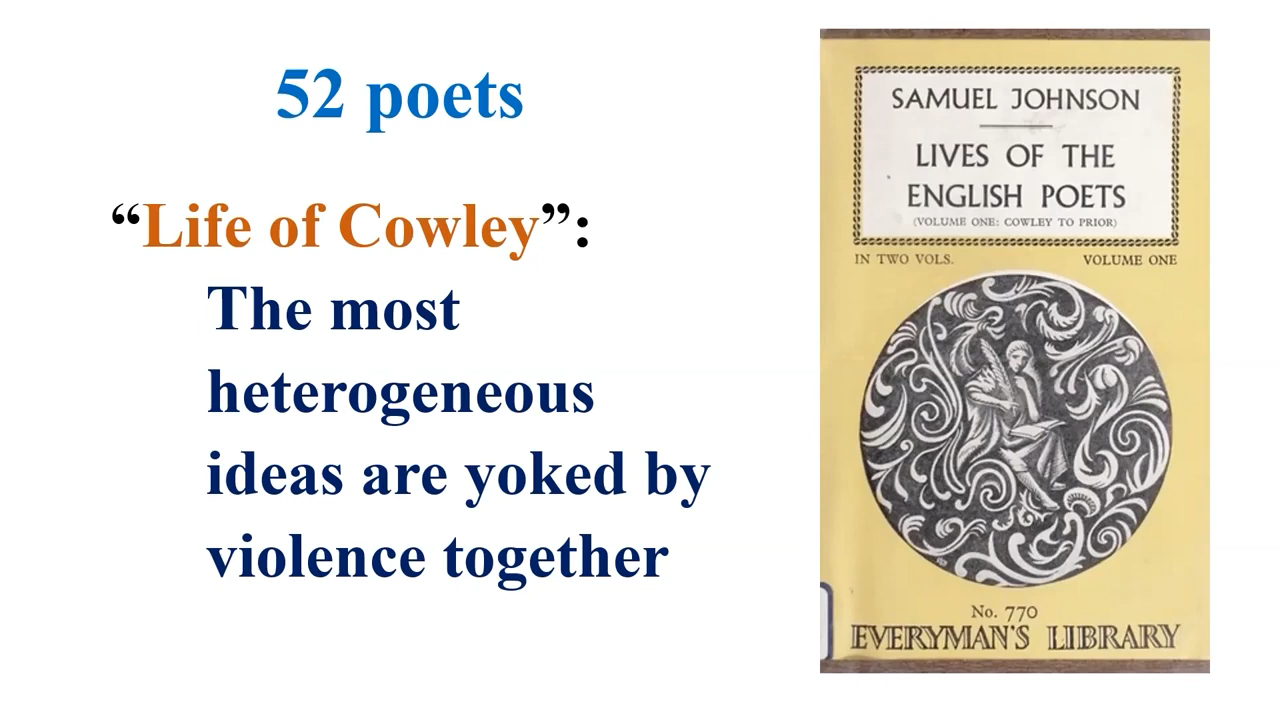 52 poets
“Life of Cowley”:
The most
heterogeneous
ideas are yoked by
violence together
SAMUEL JOHNSON
LIVES OF THE
ENGLISH POETS
(VOLUME ONE: COWLEY TO PRIOR)
IN TWO VOLS. VOLUME ONE
No. 770
EVERYMAN'S LIBRARY